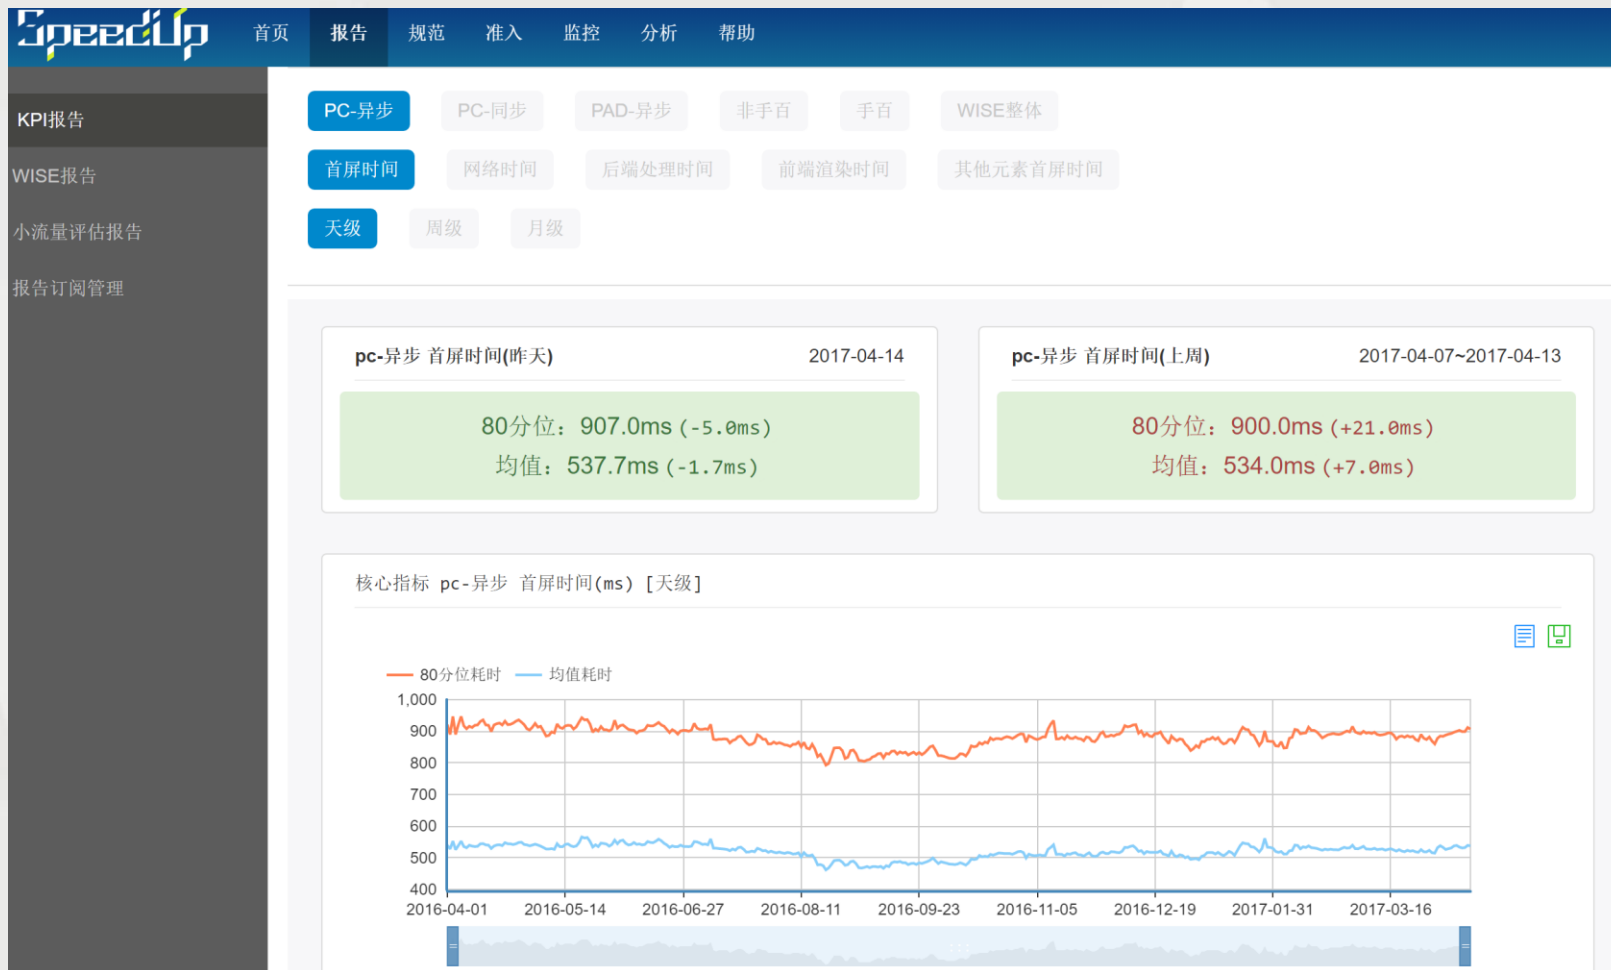 SpeedUp 首页 报告 规范 准入 监控 分析 帮助
KPI报告
WISE报告
小流量评估报告
报告订阅管理
PC-异步 PC-同步 PAD-异步 非手百 手百 WISE整体
首屏时间 网络时间 后端处理时间 前端渲染时间 其他元素首屏时间
天级 周级 月级
pc-异步 首屏时间(昨天) 2017-04-14
80分位：907.0ms (-5.0ms)
均值：537.7ms (-1.7ms)
pc-异步 首屏时间(上周) 2017-04-07~2017-04-13
80分位：900.0ms (+21.0ms)
均值：534.0ms (+7.0ms)
核心指标 pc-异步 首屏时间(ms) [天级]
80分位耗时 均值耗时
1,000
900
800
700
600
500
400
2016-04-01 2016-05-14 2016-06-27 2016-08-11 2016-09-23 2016-11-05 2016-12-19 2017-01-31 2017-03-16